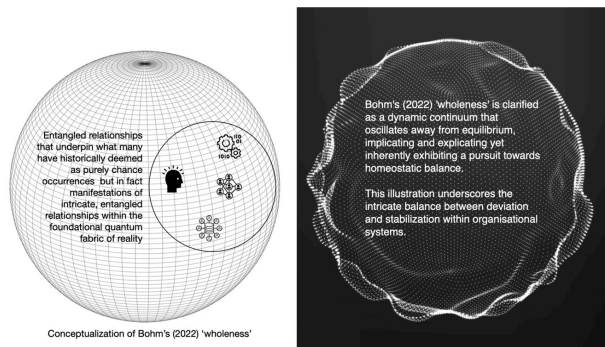 Entangled relationships
that underpin what many
have historically deemed
as purely chance
occurrences but in fact
manifestations of
intricate, entangled
relationships within the
foundational quantum
fabric of reality
Conceptualization of Bohm's (2022) 'wholeness'
Bohm's (2022) 'wholeness' is clarified
as a dynamic continuum that
oscillates away from equilibrium,
implicating and explicating yet
inherently exhibiting a pursuit towards
homeostatic balance.
This illustration underscores the
intricate balance between deviation
and stabilization within organisational
systems.